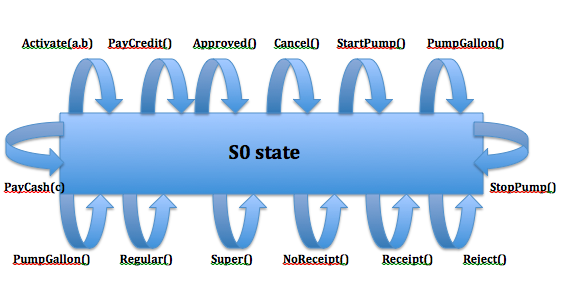 Activate(a,b) PayCredit() Approved() Cancel() StartPump() PumpGallon()
S0 state
PayCash(c) StopPump()
PumpGallon() Regular() Super() NoReceipt() Receipt() Reject()